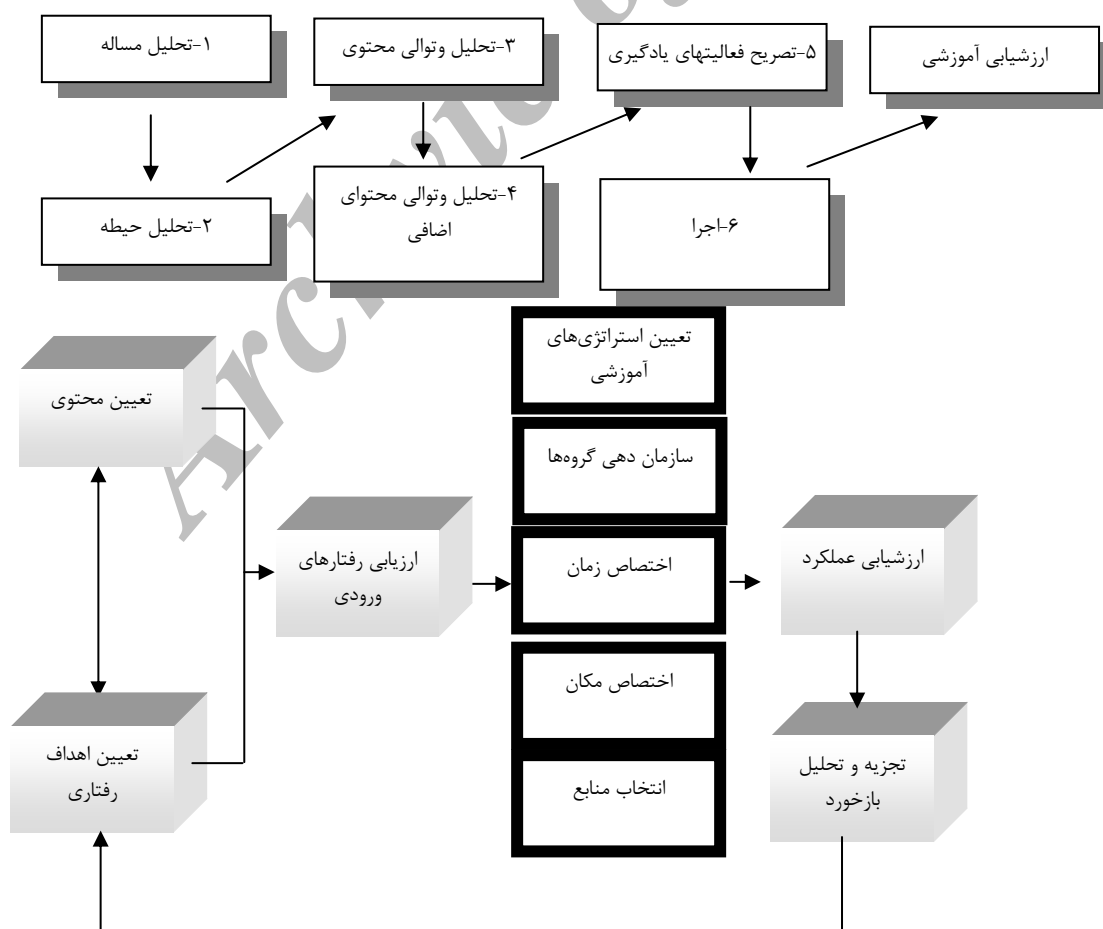 ۱-تحلیل مساله
۳-تحلیل وتوالی محتوی
۵-تصریح فعالیتهای یادگیری
ارزشیابی آموزشی
۲-تحلیل حیطه
۴-تحلیل وتوالی محتوای
اضافی
۶-اجرا
تعیین محتوی
تعیین اهداف
رفتاری
ارزیابی رفتارهای
ورودی
تعیین استراتژی‌های
آموزشی
سازمان دهی گروه‌ها
اختصاص زمان
اختصاص مکان
انتخاب منابع
ارزشیابی عملکرد
تجزیه و تحلیل
بازخورد